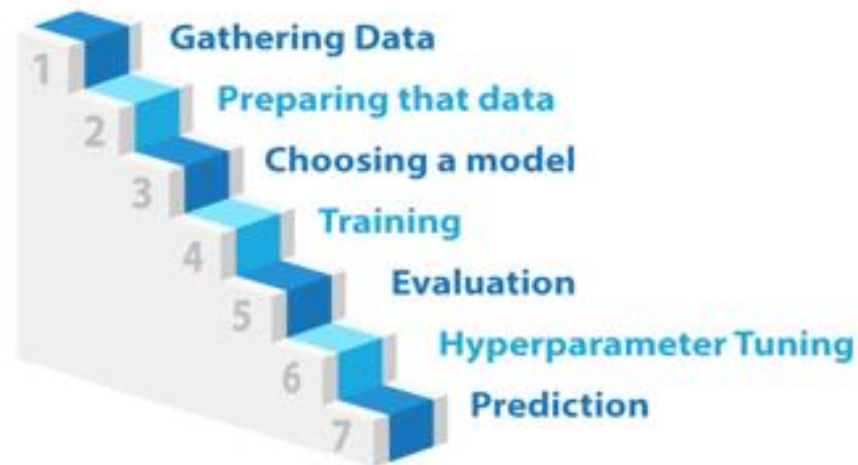 1 Gathering Data
2 Preparing that data
3 Choosing a model
4 Training
5 Evaluation
6 Hyperparameter Tuning
7 Prediction